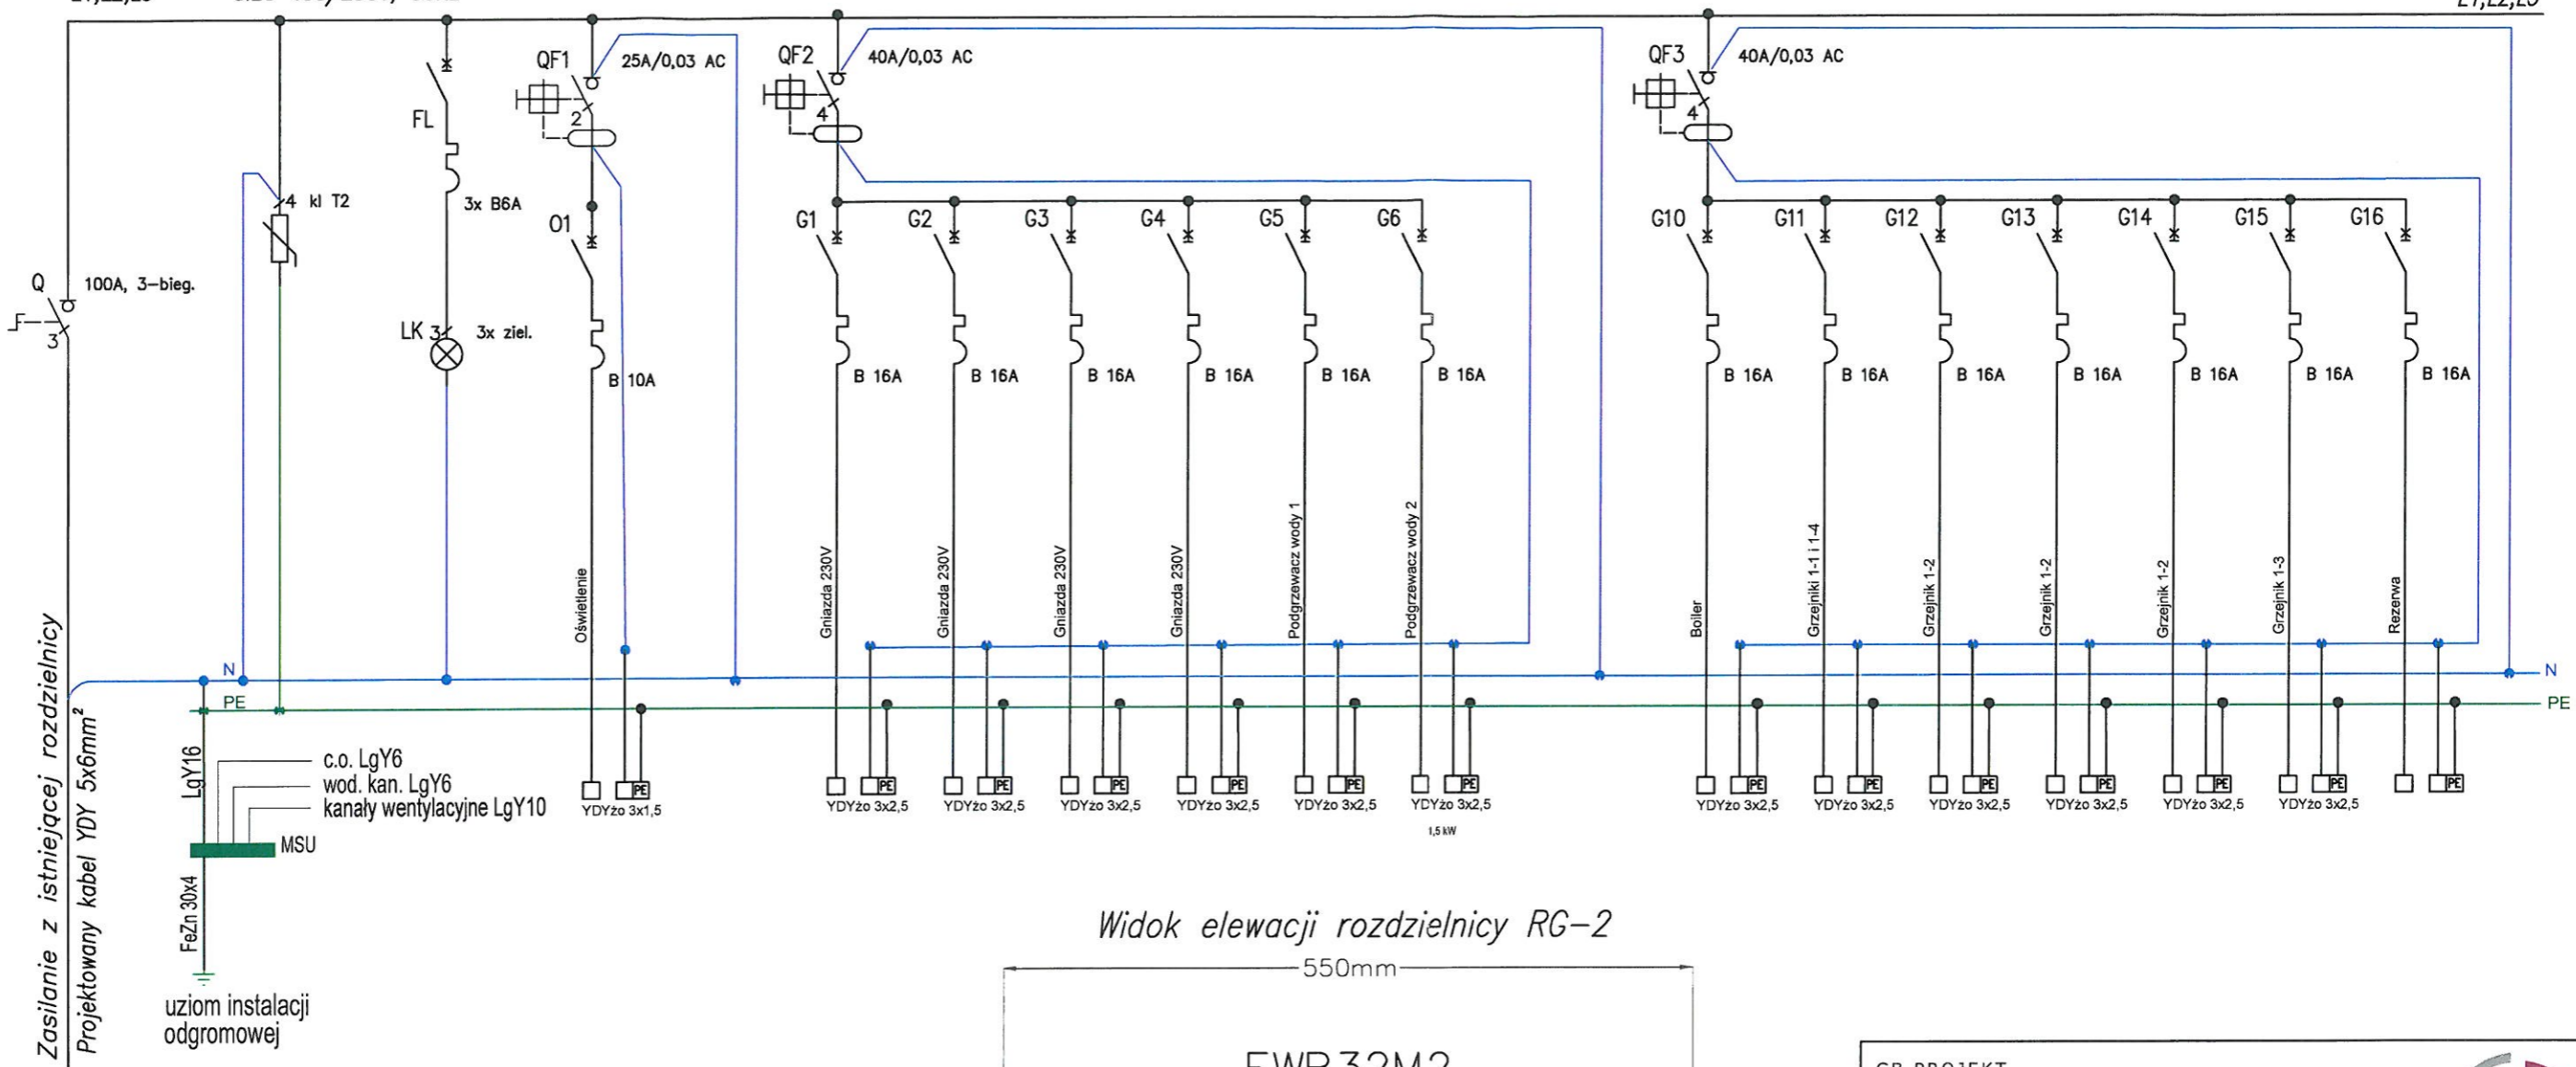 L1,L2,L3
QF1
25A/0,03 AC
QF2
40A/0,03 AC
QF3
40A/0,03 AC
FL
2
4
4
4 kl T2
3x B6A
O1
G1
G2
G3
G4
G5
G6
G10
G11
G12
G13
G14
G15
G16
Q
100A, 3-bieg.
3
LK 3
3x ziel.
B 10A
B 16A
B 16A
B 16A
B 16A
B 16A
B 16A
B 16A
B 16A
B 16A
B 16A
B 16A
B 16A
B 16A
Oświetlenie
Gniazda 230V
Gniazda 230V
Gniazda 230V
Gniazda 230V
Podgrzewacz wody 1
Podgrzewacz wody 2
Boiler
Grzejniki 1-1 i 1-4
Grzejnik 1-2
Grzejnik 1-2
Grzejnik 1-2
Grzejnik 1-3
Rezerwa
N
N
PE
PE
Zasilanie z istniejącej rozdzielnicy
Projektowany kabel YDY 5x6mm²
LgY16
c.o. LgY6
wod. kan. LgY6
kanały wentylacyjne LgY10
MSU
FeZn 30x4
uziom instalacji
odgromowej
PE
PE
PE
PE
PE
PE
PE
PE
PE
PE
PE
PE
PE
PE
YDYżo 3x1,5
YDYżo 3x2,5
YDYżo 3x2,5
YDYżo 3x2,5
YDYżo 3x2,5
YDYżo 3x2,5
YDYżo 3x2,5
YDYżo 3x2,5
YDYżo 3x2,5
YDYżo 3x2,5
YDYżo 3x2,5
YDYżo 3x2,5
YDYżo 3x2,5
1,5 kW
Widok elewacji rozdzielnicy RG-2
550mm